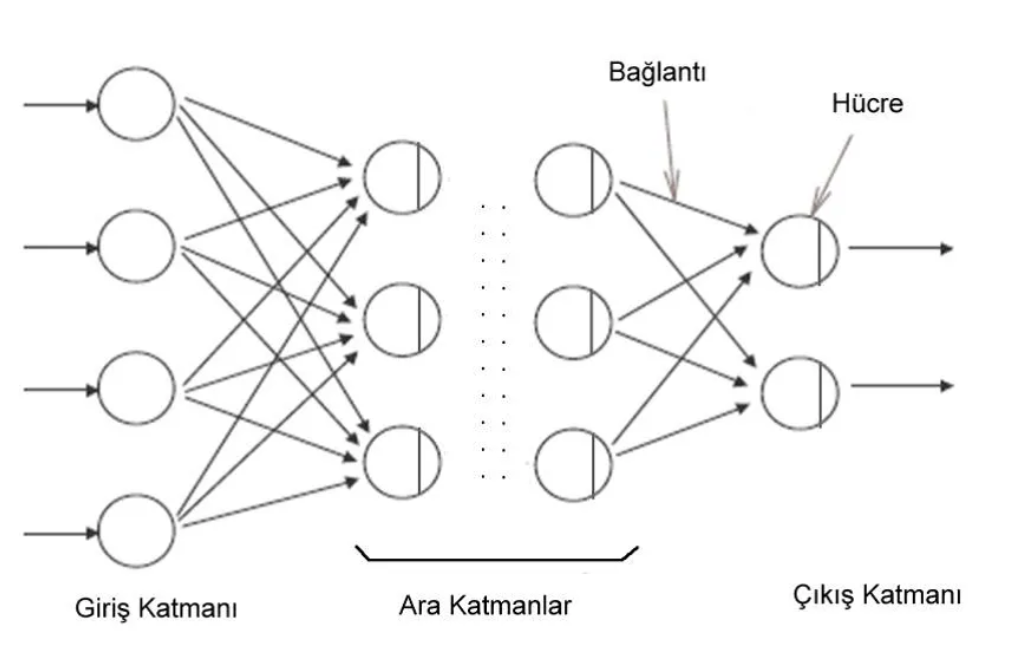 Bağlantı
Hücre
Giriş Katmanı
Ara Katmanlar
Çıkış Katmanı